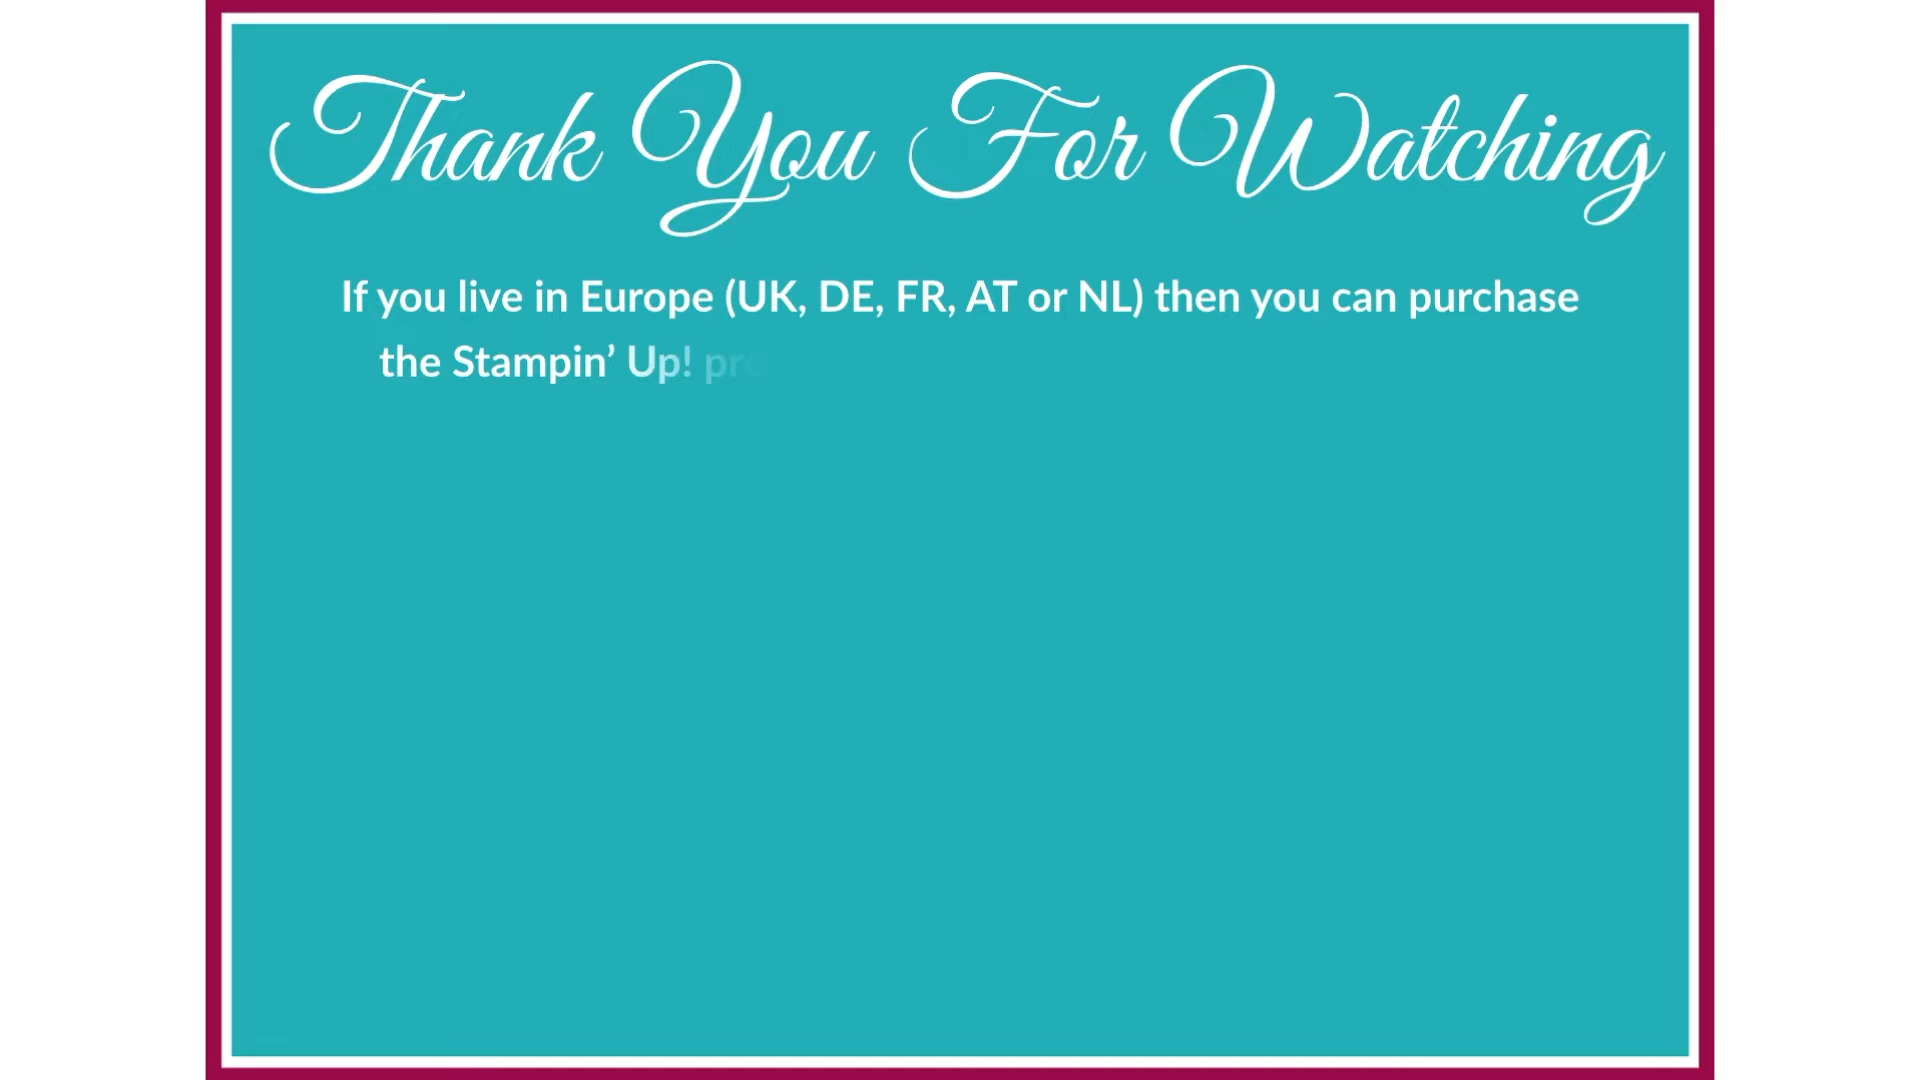 Thank You For Watching
If you live in Europe (UK, DE, FR, AT or NL) then you can purchase
the Stampin’ Up!